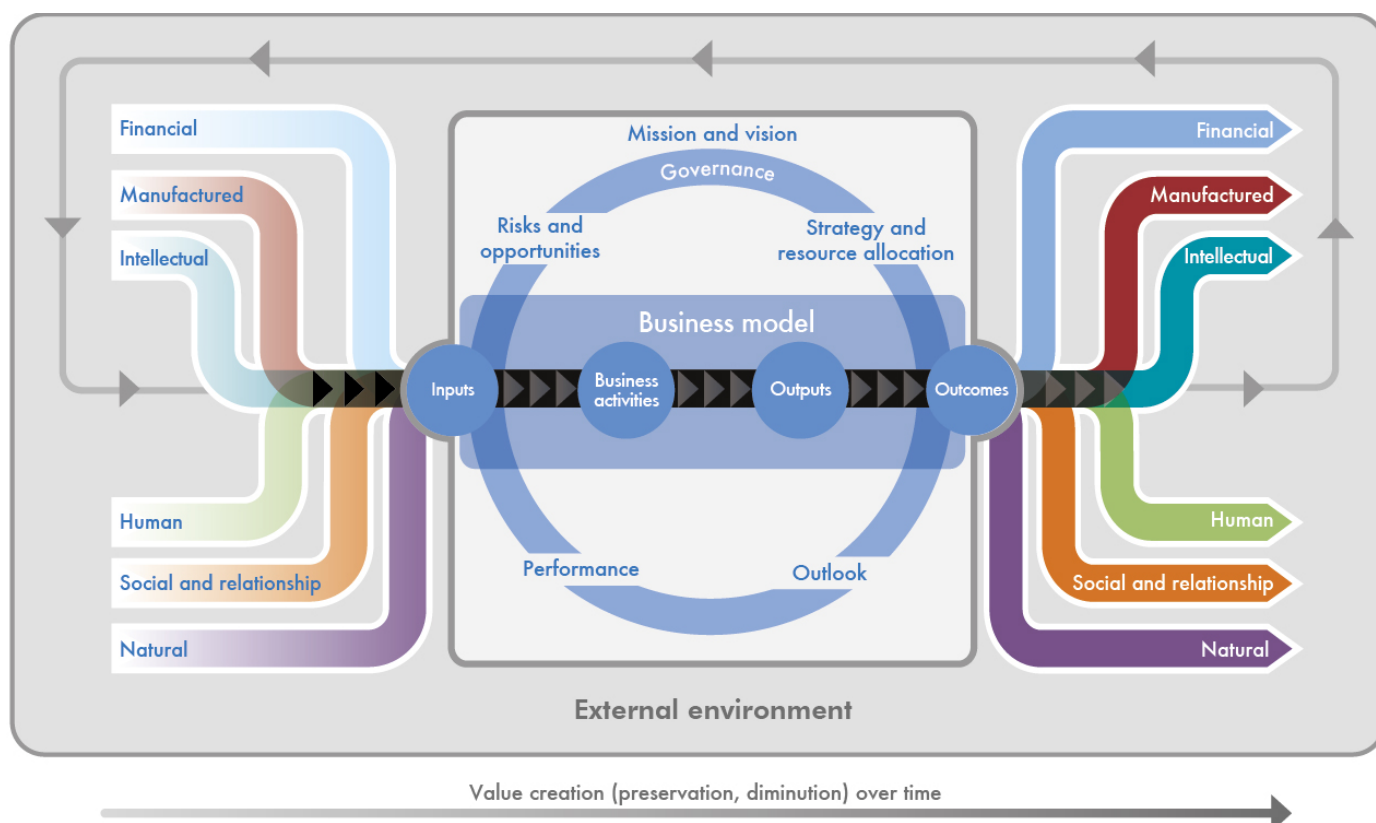 Financial
Manufactured
Intellectual
Human
Social and relationship
Natural
Mission and vision
Governance
Risks and
opportunities
Strategy and
resource allocation
Business model
Inputs
Business
activities
Outputs
Outcomes
Performance
Outlook
Financial
Manufactured
Intellectual
Human
Social and relationship
Natural
External environment
Value creation (preservation, diminution) over time